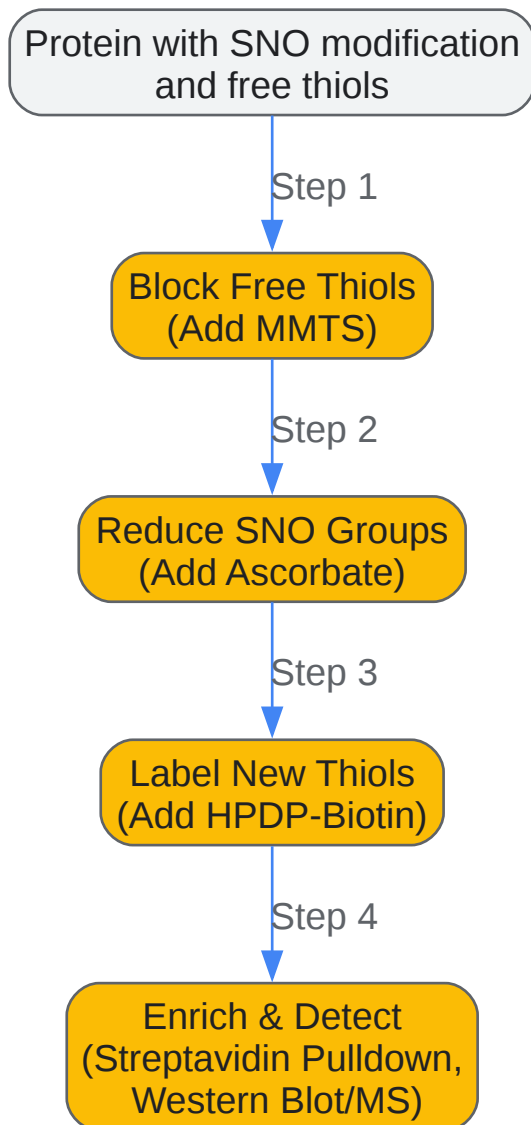 Protein with SNO modification
and free thiols
Step 1
Block Free Thiols
(Add MMTS)
Step 2
Reduce SNO Groups
(Add Ascorbate)
Step 3
Label New Thiols
(Add HPDP-Biotin)
Step 4
Enrich & Detect
(Streptavidin Pulldown,
Western Blot/MS)